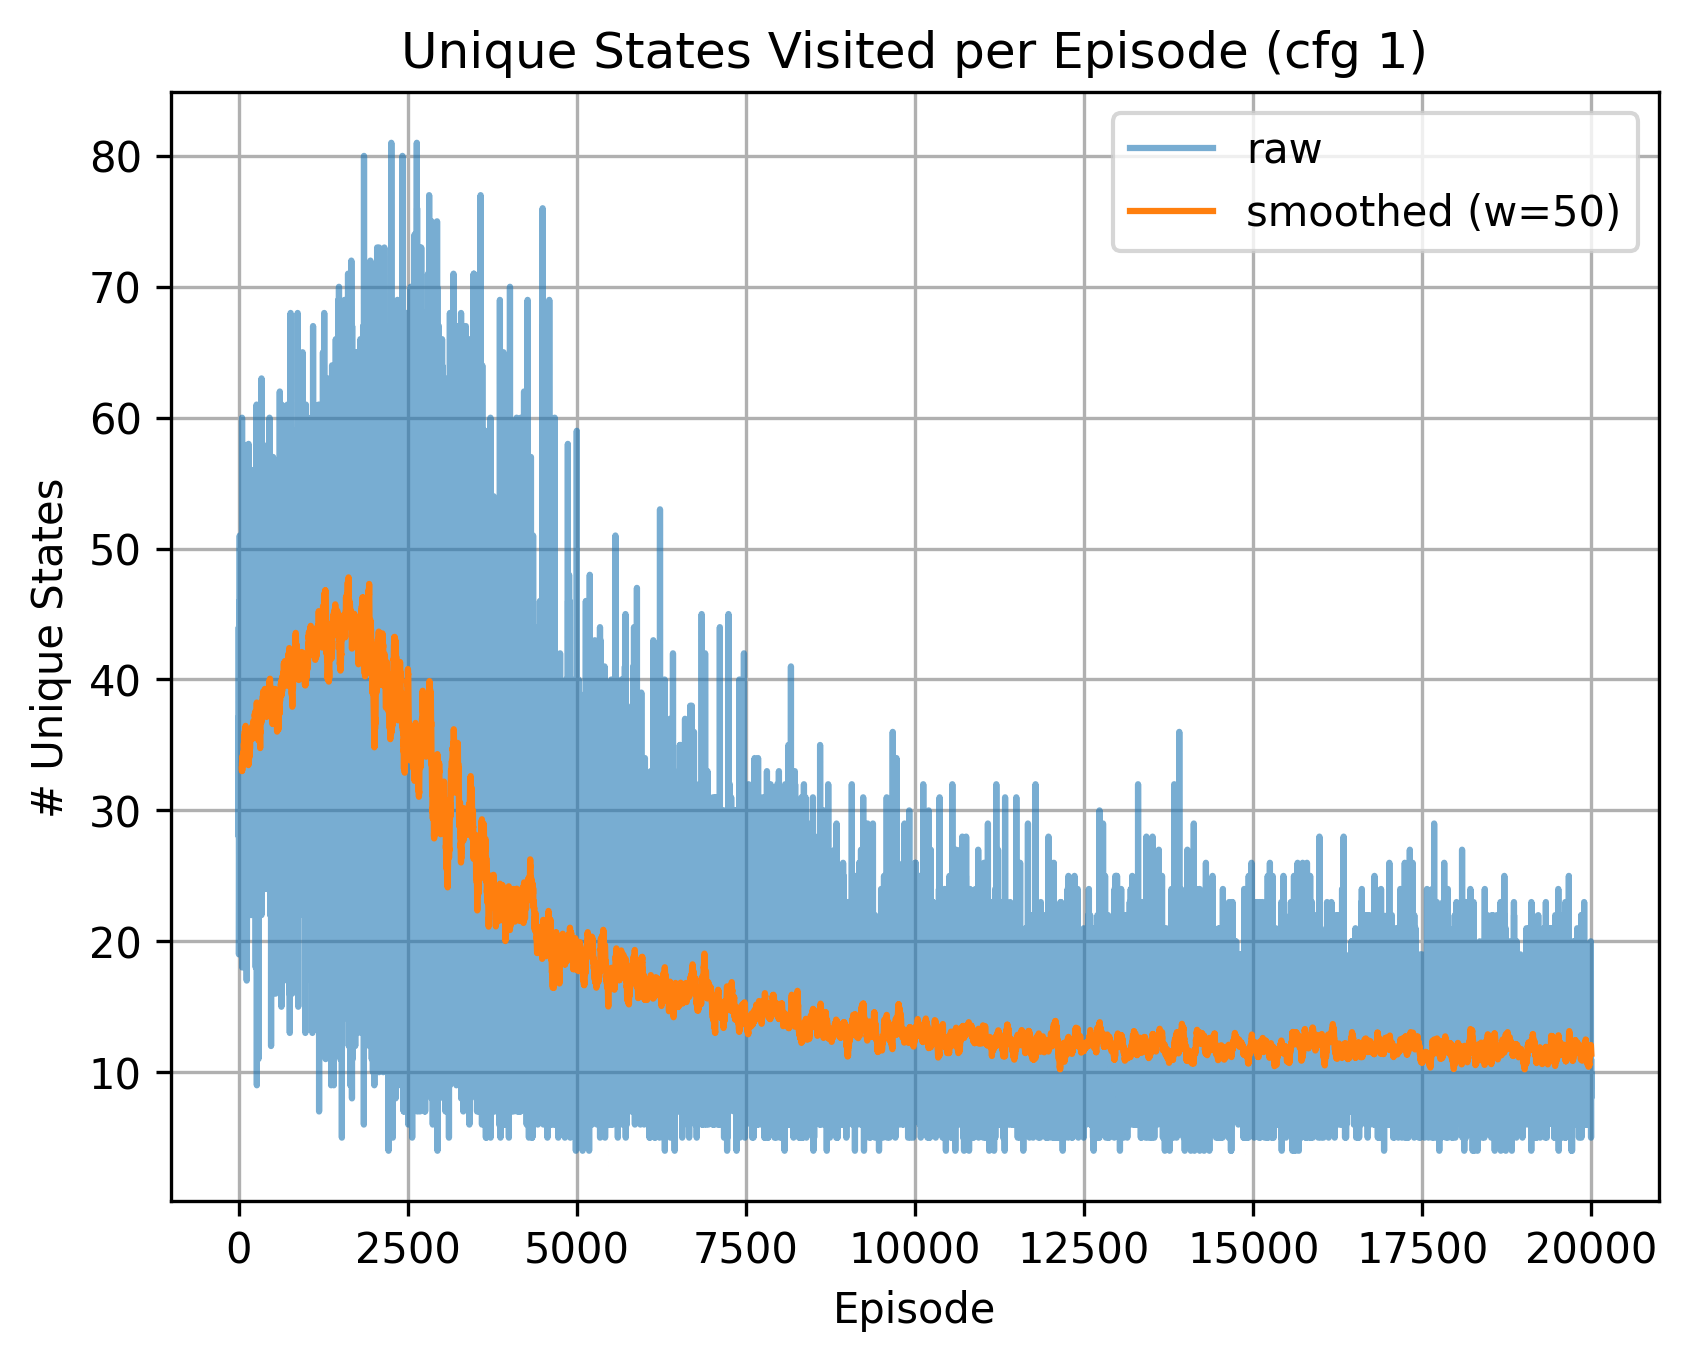 Unique States Visited per Episode (cfg 1)
raw
smoothed (w=50)
# Unique States
80
70
60
50
40
30
20
10
0 2500 5000 7500 10000 12500 15000 17500 20000
Episode